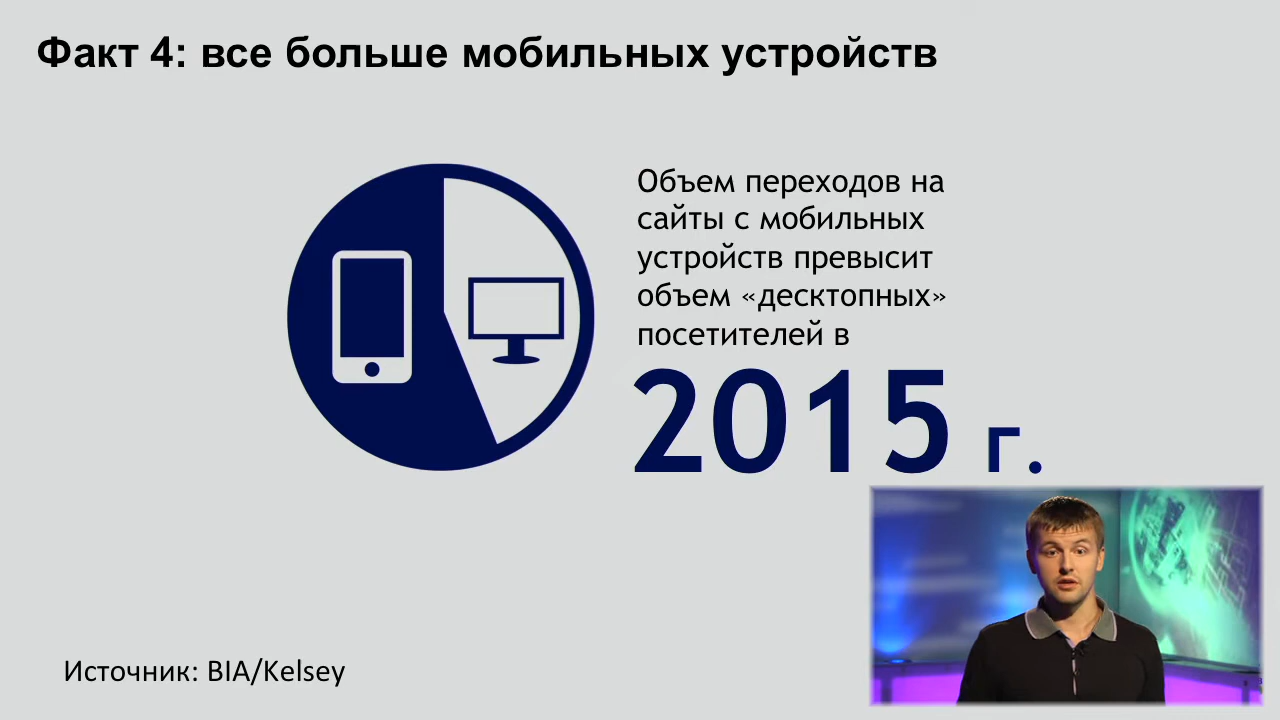 Факт 4: все больше мобильных устройств
Объем переходов на
сайты с мобильных
устройств превысит
объем «десктопных»
посетителей в
2015 г.
Источник: BIA/Kelsey